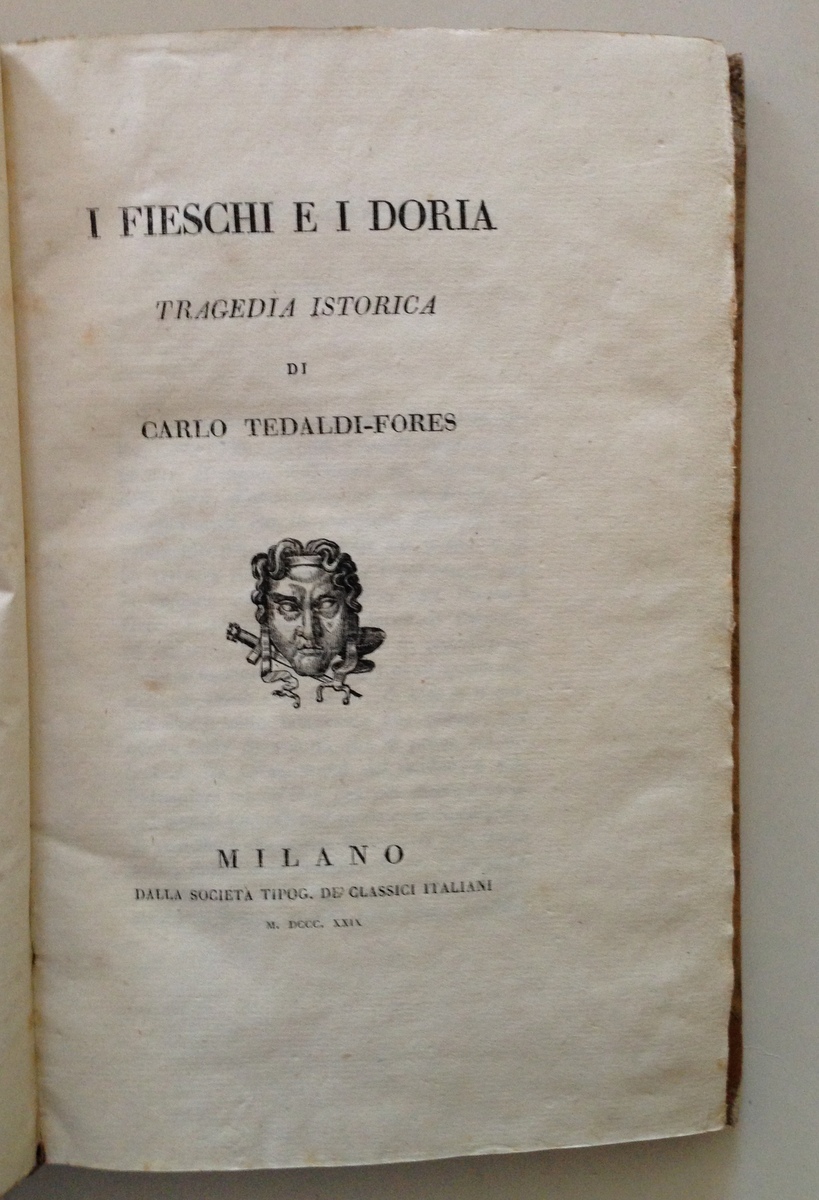 I FIESCHI E I DORIA
TRAGEDIA ISTORICA
DI
CARLO TEDALDI-FORES
MILANO
DALLA SOCIETÀ TIPOG. DE' CLASSICI ITALIANI
M. DCCC. XXIX